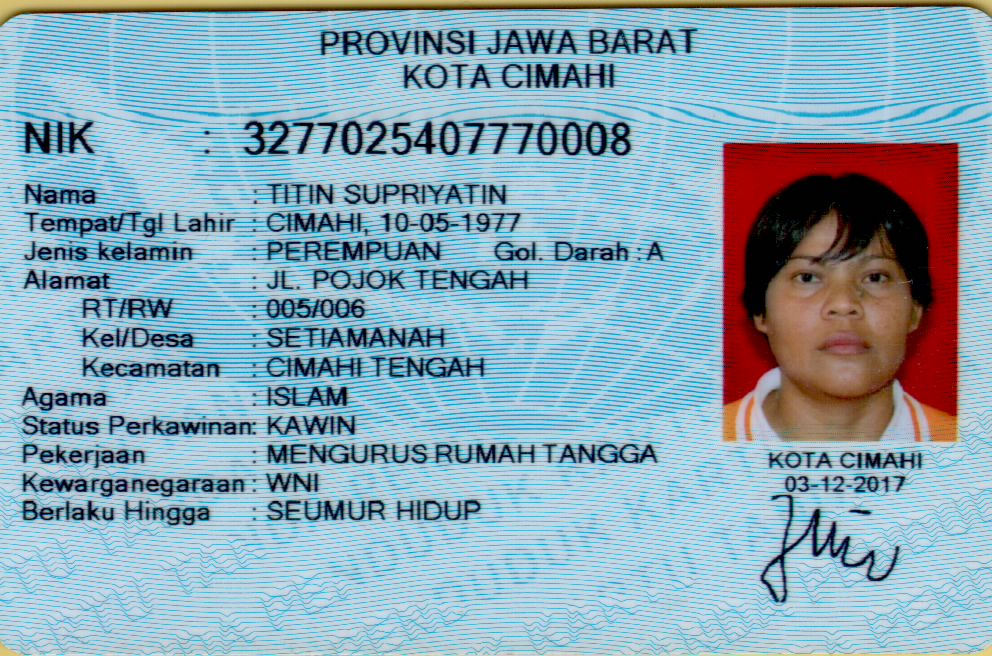 PROVINSI JAWA BARAT
KOTA CIMAHI
NIK : 3277025407770008
Nama : TITIN SUPRIYATIN
Tempat/Tgl Lahir : CIMAHI, 10-05-1977
Jenis kelamin : PEREMPUAN Gol. Darah : A
Alamat : JL. POJOK TENGAH
RT/RW : 005/006
Kel/Desa : SETIAMANAH
Kecamatan : CIMAHI TENGAH
Agama : ISLAM
Status Perkawinan: KAWIN
Pekerjaan : MENGURUS RUMAH TANGGA
Kewarganegaraan : WNI
Berlaku Hingga : SEUMUR HIDUP
KOTA CIMAHI
03-12-2017